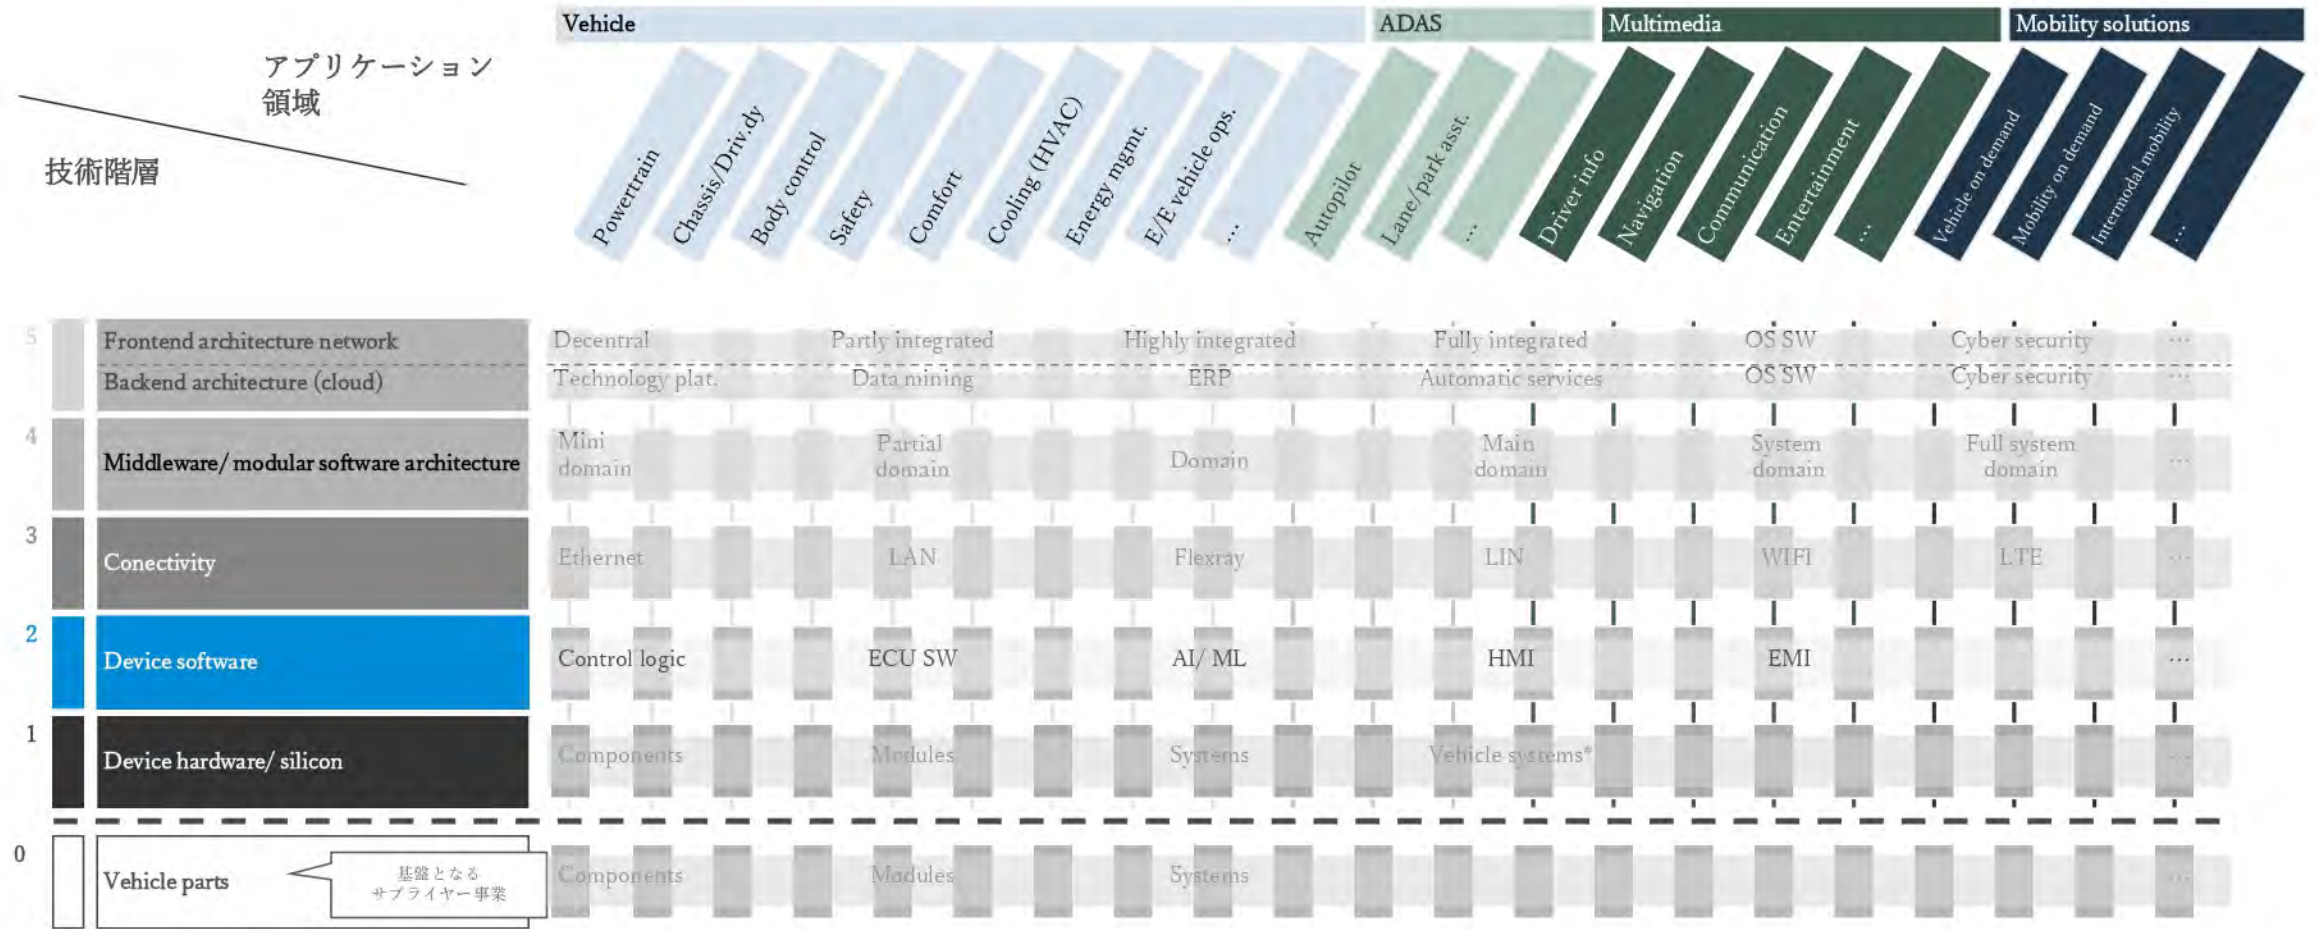 Vehicle
ADAS
Multimedia
Mobility solutions
アプリケーション
領域
技術階層
Powertrain
Chassis/Driv.dy
Body control
Safety
Comfort
Cooling (HVAC)
Energy mgmt.
E/E vehicle ops.
...
Autopilot
Lane/park asst.
...
Driver info
Navigation
Communication
Entertainment
...
Vehicle on demand
Mobility on demand
Intermodal mobility
...
5
Frontend architecture network
Decentral
Partly integrated
Highly integrated
Fully integrated
OS SW
Cyber security
...
Backend architecture (cloud)
Technology plat.
Data mining
ERP
Automatic services
OS SW
Cyber security
...
4
Middleware/ modular software architecture
Mini
domain
Partial
domain
Domain
Main
domain
System
domain
Full system
domain
...
3
Conectivity
Ethernet
LAN
Flexray
LIN
WIFI
LTE
...
2
Device software
Control logic
ECU SW
AI/ ML
HMI
EMI
...
1
Device hardware/ silicon
Components
Modules
Systems
Vehicle systems*
...
0
Vehicle parts
基盤となる
サプライヤー事業
Components
Modules
Systems
...